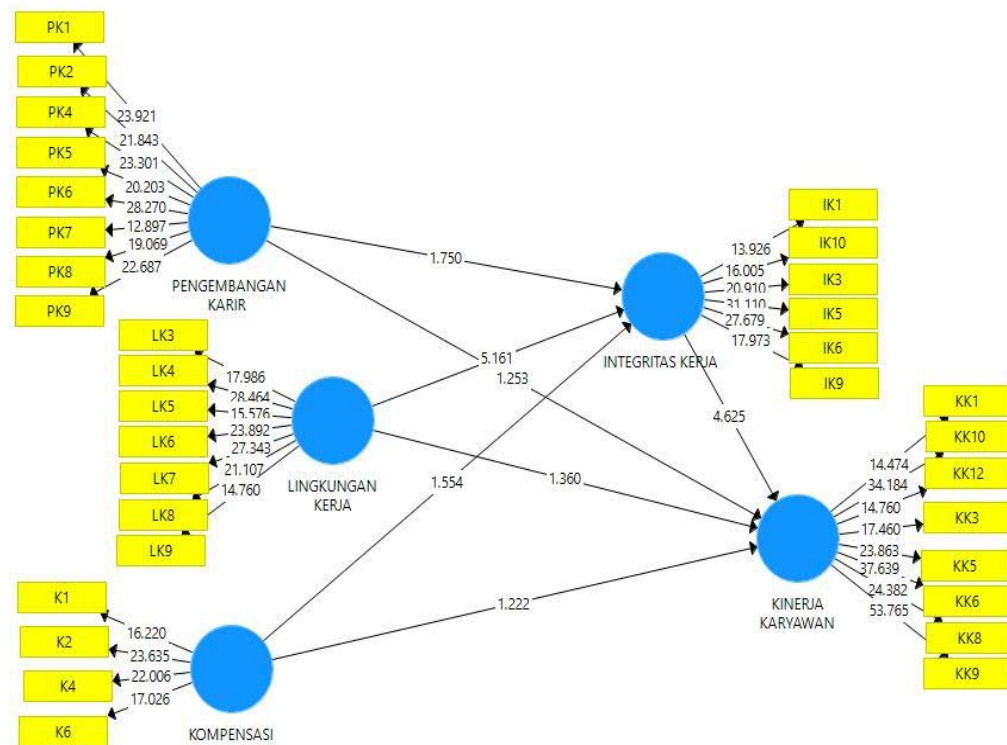 PK1
PK2
PK4
PK5
PK6
PK7
PK8
PK9
23.921
21.843
23.301
20.203
28.270
12.897
19.069
22.687
PENGEMBANGAN
KARIR
LK3
LK4
LK5
LK6
LK7
LK8
LK9
17.986
28.464
15.576
23.892
27.343
21.107
14.760
LINGKUNGAN
KERJA
K1
K2
K4
K6
16.220
23.635
22.006
17.026
KOMPENSASI
1.750
5.161
1.253
1.554
1.360
1.222
4.625
INTEGRITAS KERJA
13.926
16.005
20.910
31.110
27.679
17.973
IK1
IK10
IK3
IK5
IK6
IK9
KINERJA
KARYAWAN
14.474
34.184
14.760
17.460
23.863
37.639
24.382
53.765
KK1
KK10
KK12
KK3
KK5
KK6
KK8
KK9